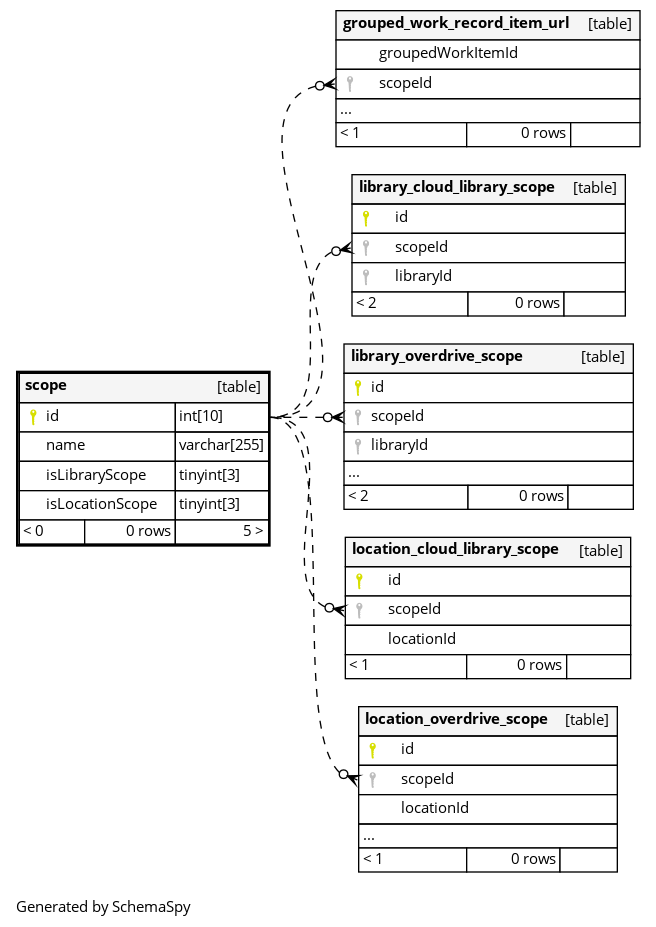 grouped_work_record_item_url [table]
groupedWorkItemId
scopeId
...
< 1 0 rows
library_cloud_library_scope [table]
id
scopeId
libraryId
< 2 0 rows
library_overdrive_scope [table]
id
scopeId
libraryId
...
< 2 0 rows
scope [table]
id int[10]
name varchar[255]
isLibraryScope tinyint[3]
isLocationScope tinyint[3]
< 0 0 rows 5 >
location_cloud_library_scope [table]
id
scopeId
locationId
< 1 0 rows
location_overdrive_scope [table]
id
scopeId
locationId
...
< 1 0 rows
Generated by SchemaSpy